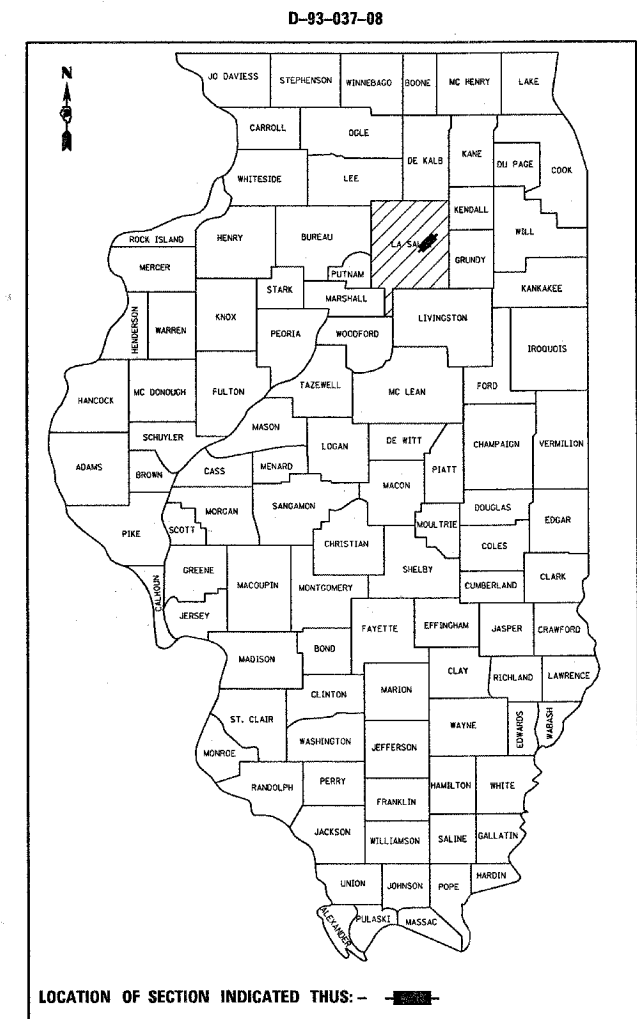 D-93-037-08
N
JO DAVIESS STEPHENSON WINNEBAGO BOONE MC HENRY LAKE
CARROLL OGLE DE KALB KANE DU PAGE COOK
WHITESIDE LEE
KENDALL
ROCK ISLAND HENRY BUREAU LA SAL WILL
MERCER PUTNAM GRUNDY
STARK MARSHALL KANKAKEE
HENDERSON WARREN KNOX PEORIA WOODFORD LIVINGSTON IROQUOIS
HANCOCK MC DONOUGH FULTON TAZEWELL MC LEAN FORD
MASON
SCHUYLER LOGAN DE WITT CHAMPAIGN VERMILION
ADAMS BROWN CASS MENARD MACON PIATT
MORGAN SANGAMON DOUGLAS
PIKE SCOTT CHRISTIAN MOULTRIE EDGAR
COLES
GREENE SHELBY
CALHOUN MACOUPIN MONTGOMERY CUMBERLAND CLARK
JERSEY
FAYETTE EFFINGHAM JASPER CRAWFORD
MADISON BOND
CLAY RICHLAND LAWRENCE
CLINTON MARION
ST. CLAIR WAYNE EDWARDS WABASH
MONROE WASHINGTON JEFFERSON
RANDOLPH PERRY HAMILTON WHITE
FRANKLIN
JACKSON WILLIAMSON SALINE GALLATIN
UNION JOHNSON POPE HARDIN
ALEXANDER PULASKI MASSAC
LOCATION OF SECTION INDICATED THUS: -